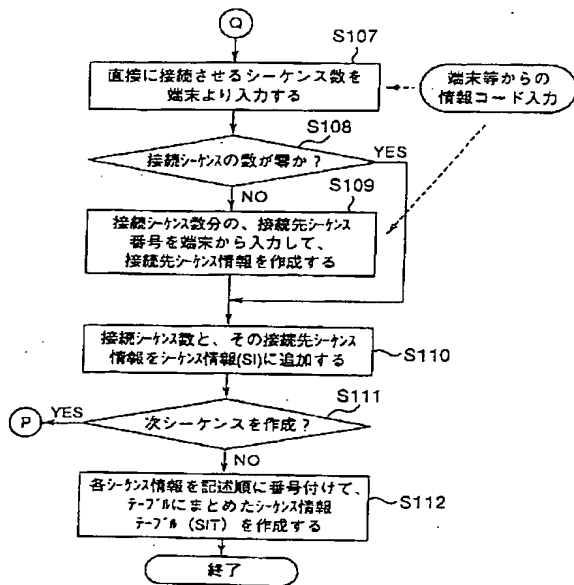 Q
S107
直接に接続させるシーケンス数を
端末より入力する
端末等からの
情報コード入力
S108
接続シーケンスの数が零か?
YES
NO
S109
接続シーケンス数分の、接続先シーケンス
番号を端末から入力して、
接続先シーケンス情報を作成する
接続シーケンス数と、その接続先シーケンス
情報をシーケンス情報(SI)に追加する
S110
S111
P
YES
次シーケンスを作成?
NO
各シーケンス情報を記述順に番号付けて、
テーブルにまとめたシーケンス情報
テーブル(SIT)を作成する
S112
終了